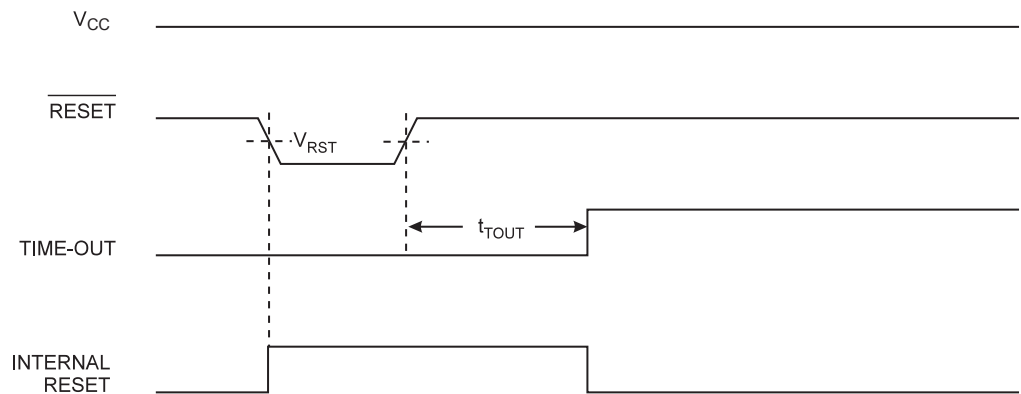 VCC
RESET
VRST
tTOUT
TIME-OUT
INTERNAL
RESET